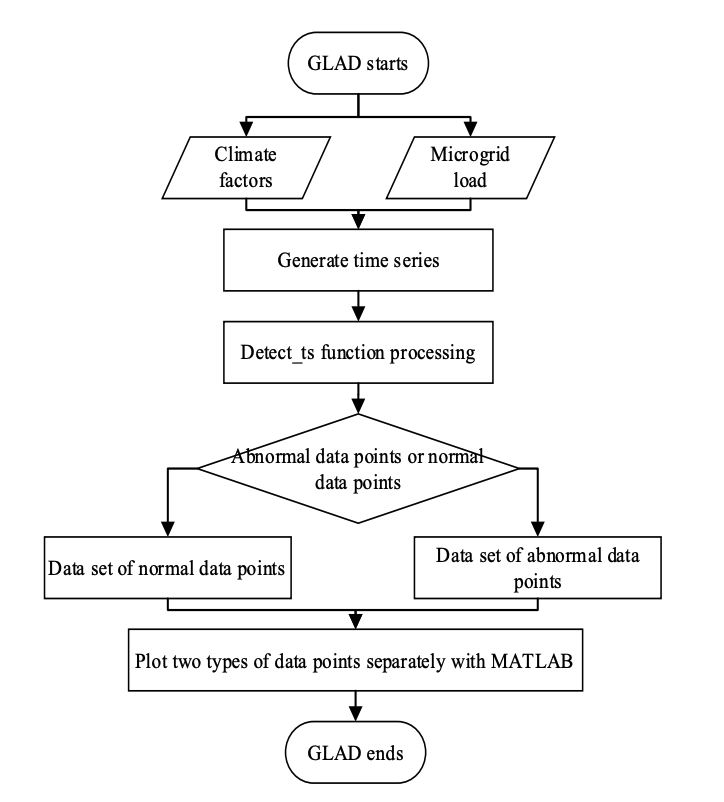 GLAD starts
Climate
factors
Microgrid
load
Generate time series
Detect_ts function processing
Abnormal data points or normal
data points
Data set of normal data points
Data set of abnormal data
points
Plot two types of data points separately with MATLAB
GLAD ends